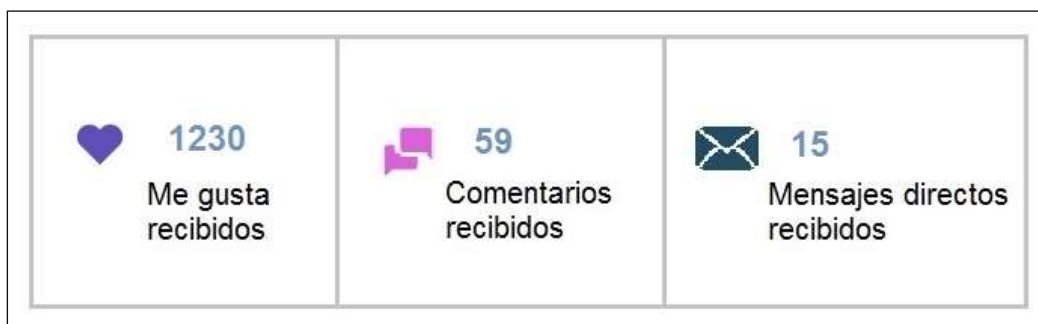 1230
Me gusta
recibidos
59
Comentarios
recibidos
15
Mensajes directos
recibidos